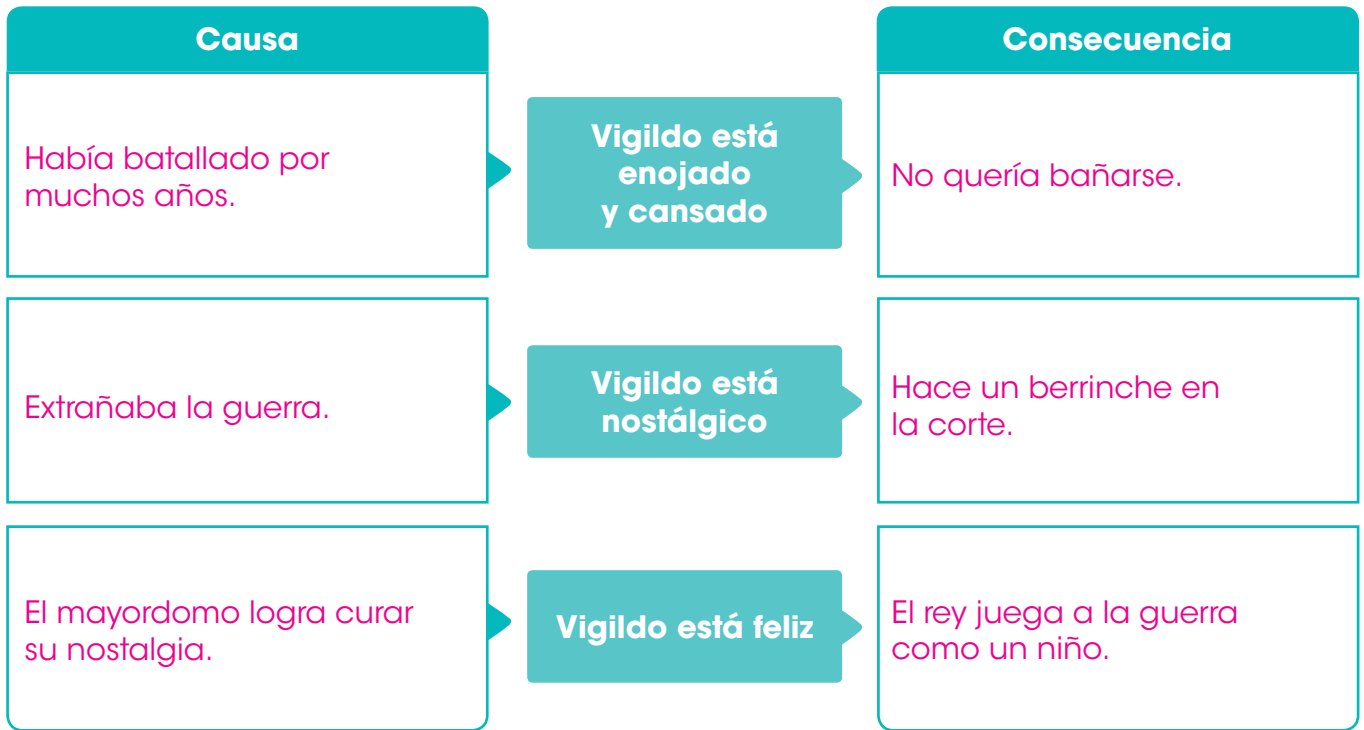 Causa
Consecuencia
Había batallado por
muchos años.
Vigildo está
enojado
y cansado
No quería bañarse.
Extrañaba la guerra.
Vigildo está
nostálgico
Hace un berrinche en
la corte.
El mayordomo logra curar
su nostalgia.
Vigildo está feliz
El rey juega a la guerra
como un niño.